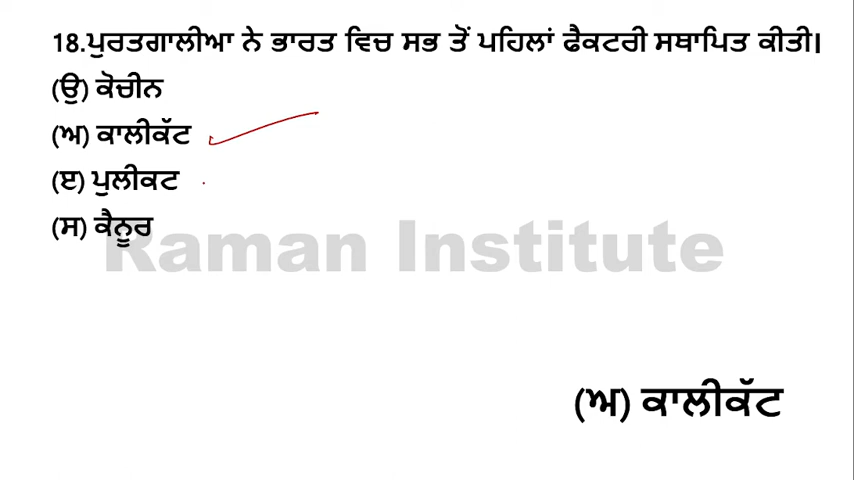 18.ਪੁਰਤਗਾਲੀਆ ਨੇ ਭਾਰਤ ਵਿਚ ਸਭ ਤੋਂ ਪਹਿਲਾਂ ਫੈਕਟਰੀ ਸਥਾਪਿਤ ਕੀਤੀ।
(ਉ) ਕੋਚੀਨ
(ਅ) ਕਾਲੀਕੱਟ
(ੲ) ਪੁਲੀਕਟ
(ਸ) ਕੈਨੂਰ
Raman Institute
(ਅ) ਕਾਲੀਕੱਟ